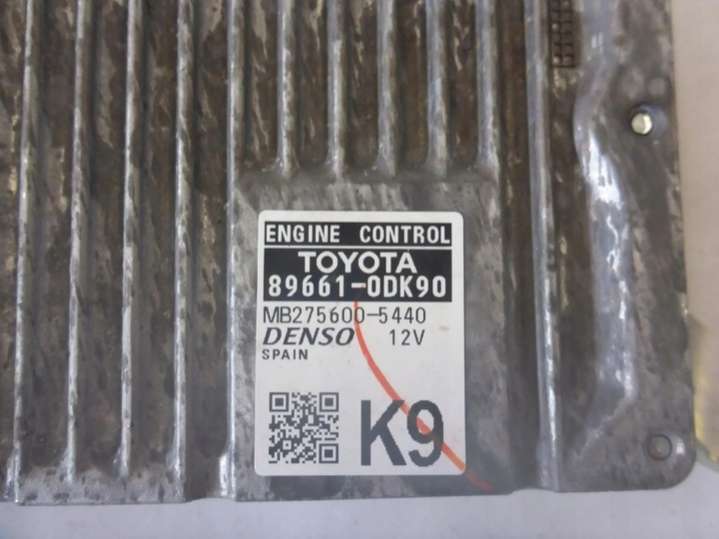 ENGINE CONTROL
TOYOTA
89661-0DK90
MB275600-5440
DENSO 12V
SPAIN
K9